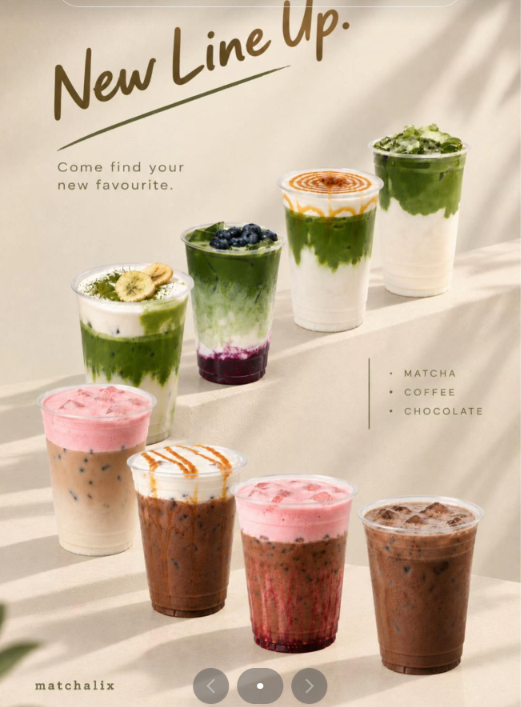 New Line Up.
Come find your
new favourite.
• MATCHA
• COFFEE
• CHOCOLATE
matchalix